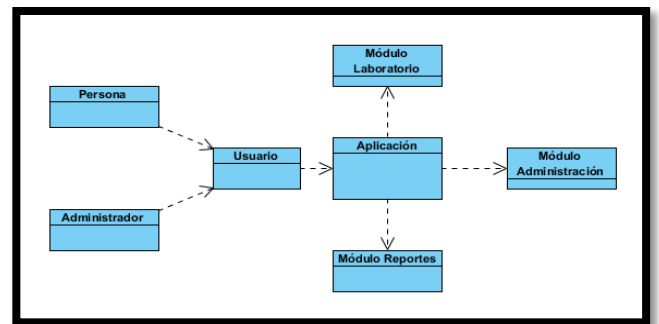 Módulo
Laboratorio
Persona
Aplicación
Usuario
Módulo
Administración
Administrador
Módulo Reportes